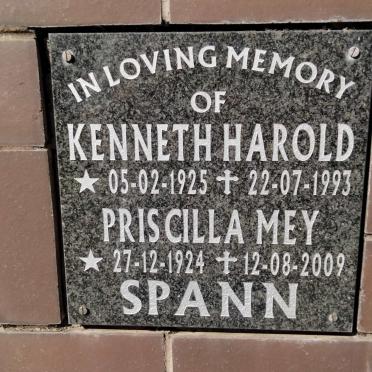 IN LOVING MEMORY
OF
KENNETH HAROLD
★ 05-02-1925 ✝ 22-07-1993
PRISCILLA MEY
★ 27-12-1924 ✝ 12-08-2009
SPANN